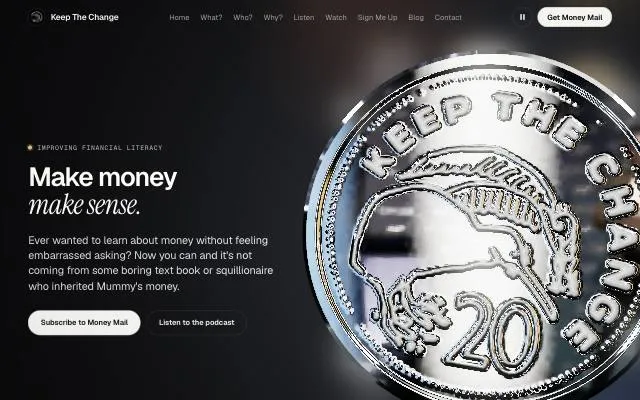 Keep The Change
Home What? Who? Why? Listen Watch Sign Me Up Blog Contact
Get Money Mail
IMPROVING FINANCIAL LITERACY
Make money
make sense.
Ever wanted to learn about money without feeling
embarrassed asking? Now you can and it's not
coming from some boring text book or squillionaire
who inherited Mummy's money.
Subscribe to Money Mail
Listen to the podcast
KEEP THE CHANGE
20